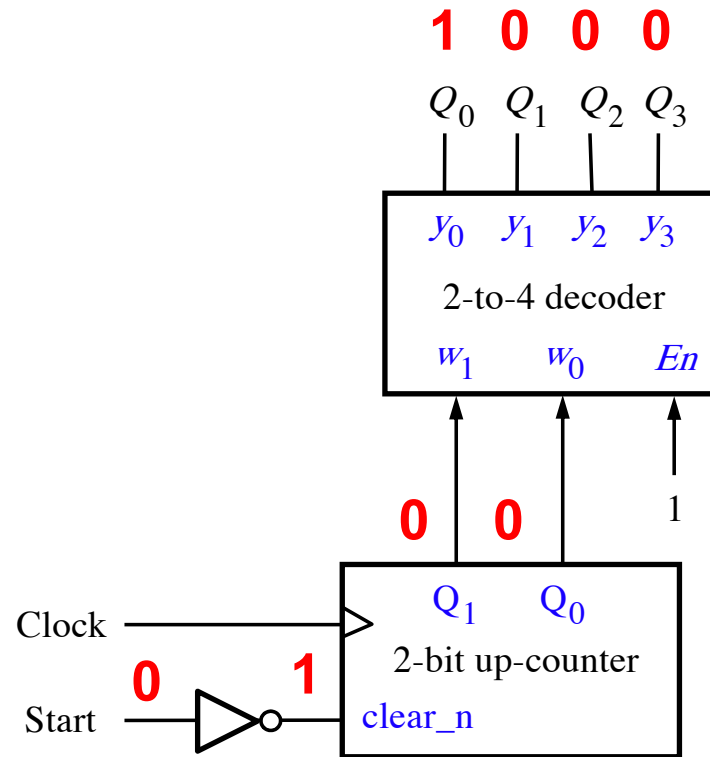 1 0 0 0
Q0 Q1 Q2 Q3
y0 y1 y2 y3
2-to-4 decoder
w1 w0 En
0 0 1
Q1 Q0
Clock
2-bit up-counter
0 1
Start clear_n